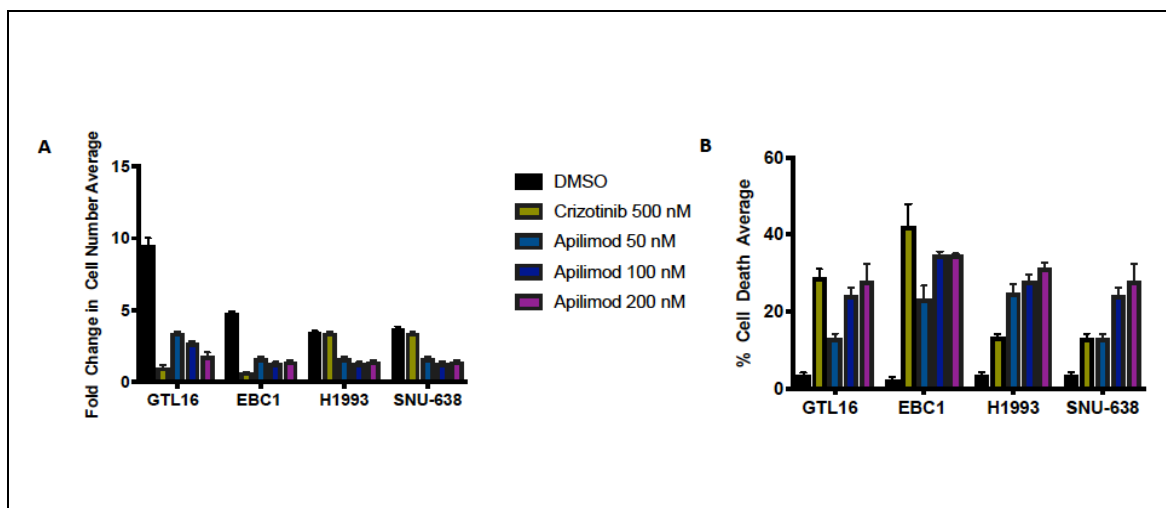 A
Fold Change in Cell Number Average
15
10
5
0
GTL16 EBC1 H1993 SNU-638
DMSO
Crizotinib 500 nM
Apilimod 50 nM
Apilimod 100 nM
Apilimod 200 nM
B
% Cell Death Average
60
40
20
0
GTL16 EBC1 H1993 SNU-638